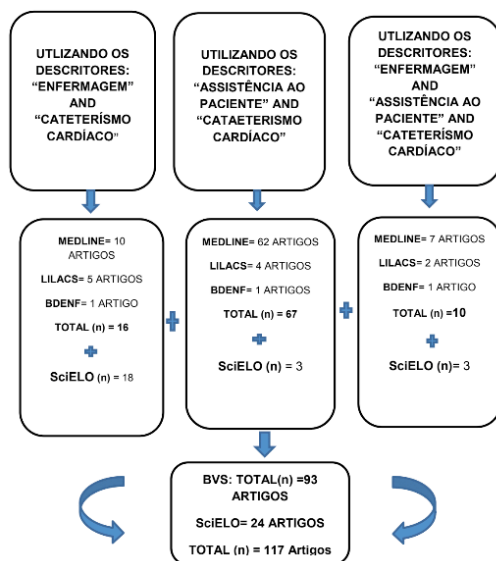 UTLIZANDO OS
DESCRITORES:
“ENFERMAGEM”
AND
“CATETERÍSMO
CARDÍACO”
UTLIZANDO OS
DESCRITORES:
“ASSISTÊNCIA AO
PACIENTE” AND
“CATAETERISMO
CARDÍACO”
UTLIZANDO OS
DESCRITORES:
“ENFERMAGEM”
AND
“ASSISTÊNCIA AO
PACIENTE” AND
“CATETERÍSMO
CARDÍACO”
MEDLINE= 10
ARTIGOS
LILACS= 5 ARTIGOS
BDENF= 1 ARTIGO
TOTAL (n) = 16
SciELO (n) = 18
MEDLINE= 62 ARTIGOS
LILACS= 4 ARTIGOS
BDENF= 1 ARTIGOS
TOTAL (n) = 67
SciELO (n) = 3
MEDLINE= 7 ARTIGOS
LILACS= 2 ARTIGOS
BDENF= 1 ARTIGO
TOTAL (n) =10
SciELO (n)= 3
BVS: TOTAL(n) =93
ARTIGOS
SciELO= 24 ARTIGOS
TOTAL (n) = 117 Artigos